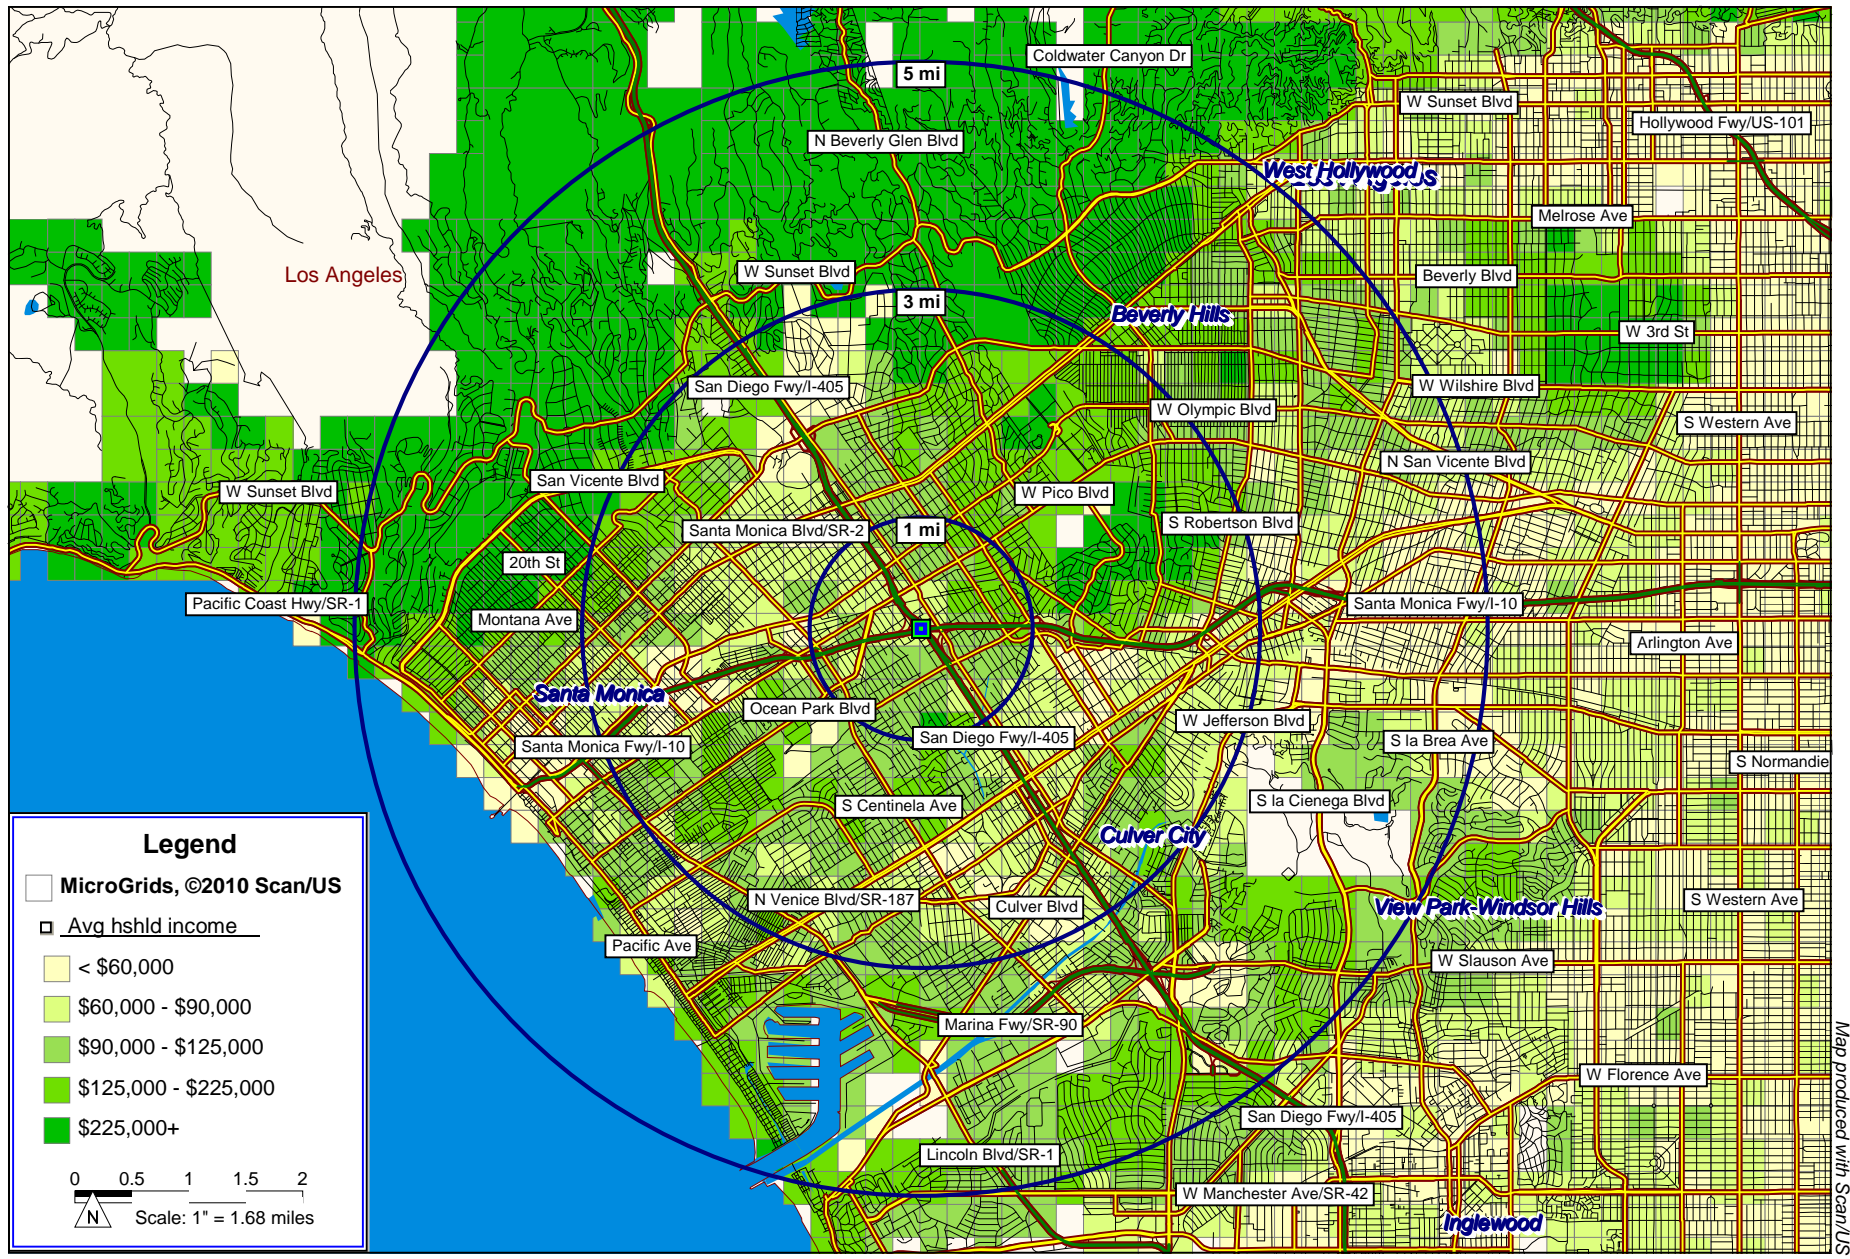 5 mi
Coldwater Canyon Dr
W Sunset Blvd
Hollywood Fwy/US-101
N Beverly Glen Blvd
West Hollywood
Melrose Ave
Los Angeles
W Sunset Blvd
Beverly Blvd
3 mi
Beverly Hills
W 3rd St
San Diego Fwy/I-405
W Wilshire Blvd
W Olympic Blvd
S Western Ave
N San Vicente Blvd
San Vicente Blvd
W Sunset Blvd
W Pico Blvd
1 mi
S Robertson Blvd
Santa Monica Blvd/SR-2
20th St
Pacific Coast Hwy/SR-1
Santa Monica Fwy/I-10
Montana Ave
Arlington Ave
Santa Monica
Ocean Park Blvd
W Jefferson Blvd
San Diego Fwy/I-405
S la Brea Ave
Santa Monica Fwy/I-10
S Normandie
S la Cienega Blvd
S Centinela Ave
Culver City
N Venice Blvd/SR-187
Culver Blvd
View Park-Windsor Hills
S Western Ave
Pacific Ave
W Slauson Ave
Marina Fwy/SR-90
W Florence Ave
San Diego Fwy/I-405
Lincoln Blvd/SR-1
W Manchester Ave/SR-42
Inglewood
Legend
MicroGrids, ©2010 Scan/US
Avg hshld income
< $60,000
$60,000 - $90,000
$90,000 - $125,000
$125,000 - $225,000
$225,000+
0 0.5 1 1.5 2
N
Scale: 1" = 1.68 miles
Map produced with Scan/US